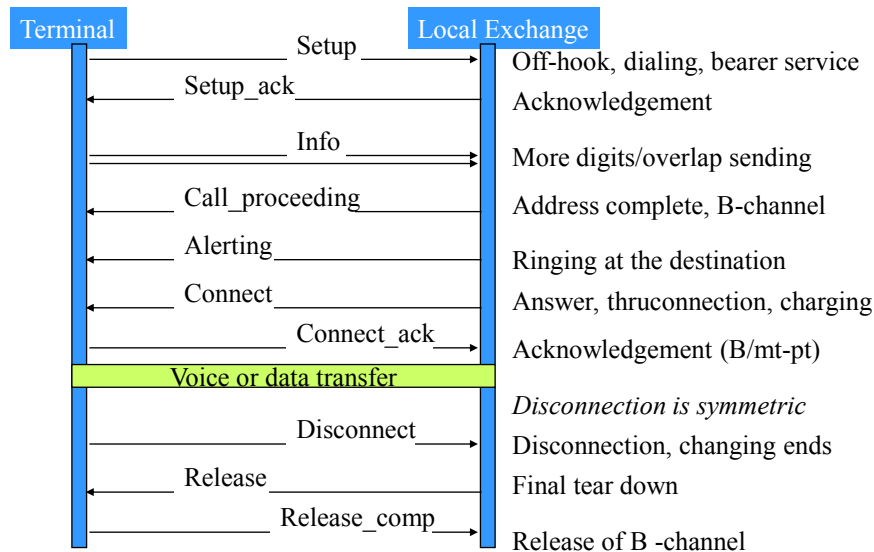 Terminal
Local Exchange
Setup
Off-hook, dialing, bearer service
Setup_ack
Acknowledgement
Info
More digits/overlap sending
Call_proceeding
Address complete, B-channel
Alerting
Ringing at the destination
Connect
Answer, thruconnection, charging
Connect_ack
Acknowledgement (B/mt-pt)
Voice or data transfer
Disconnection is symmetric
Disconnect
Disconnection, changing ends
Release
Final tear down
Release_comp
Release of B -channel